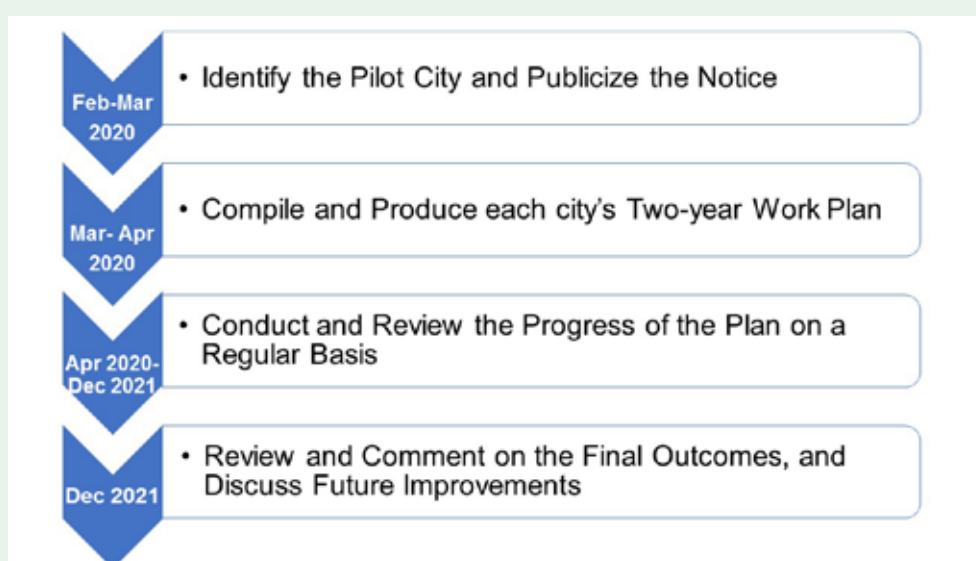 Feb-Mar
2020
• Identify the Pilot City and Publicize the Notice
Mar- Apr
2020
• Compile and Produce each city's Two-year Work Plan
Apr 2020-
Dec 2021
• Conduct and Review the Progress of the Plan on a
Regular Basis
Dec 2021
• Review and Comment on the Final Outcomes, and
Discuss Future Improvements